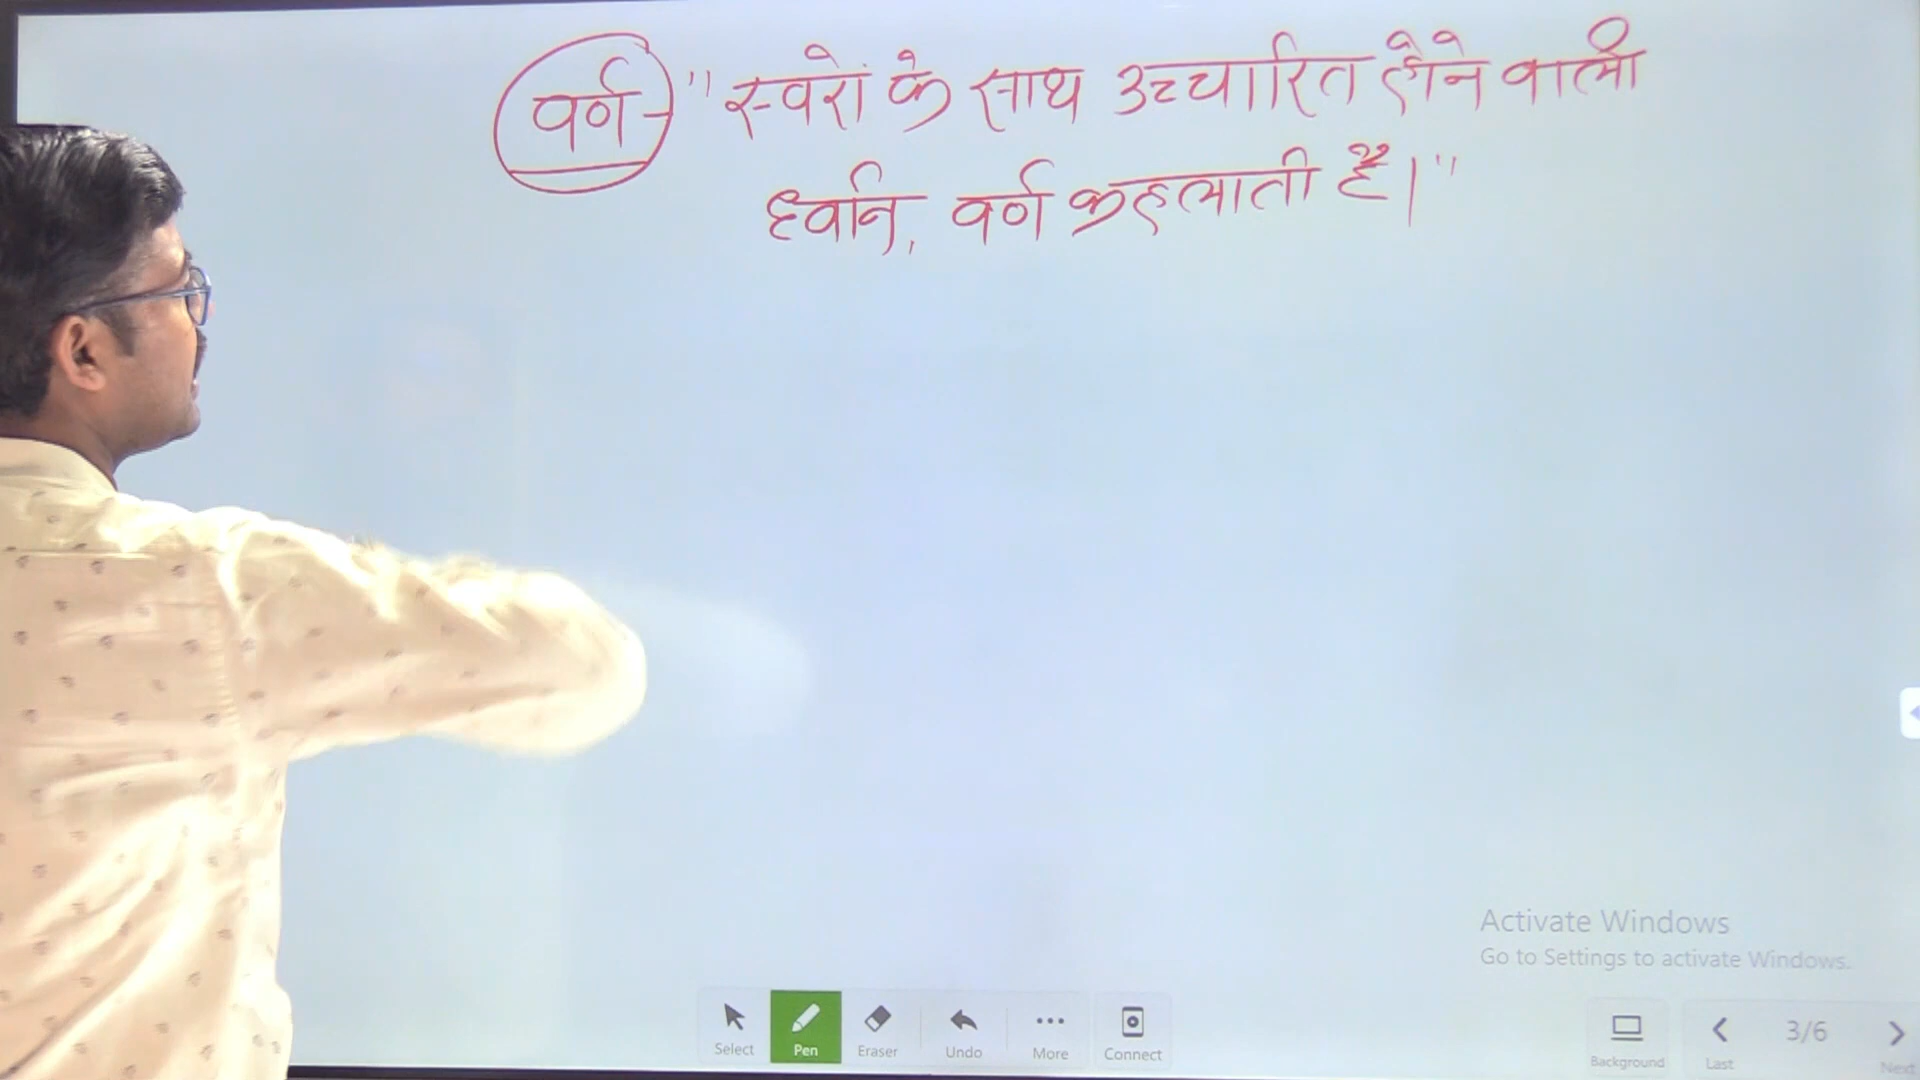 वर्ण- "स्वरों के साथ उच्चारित होने वाली
ध्वनि, वर्ण कहलाती है।"
Activate Windows
Go to Settings to activate Windows.
Select Pen Eraser Undo More Connect Background Last 3/6 Next